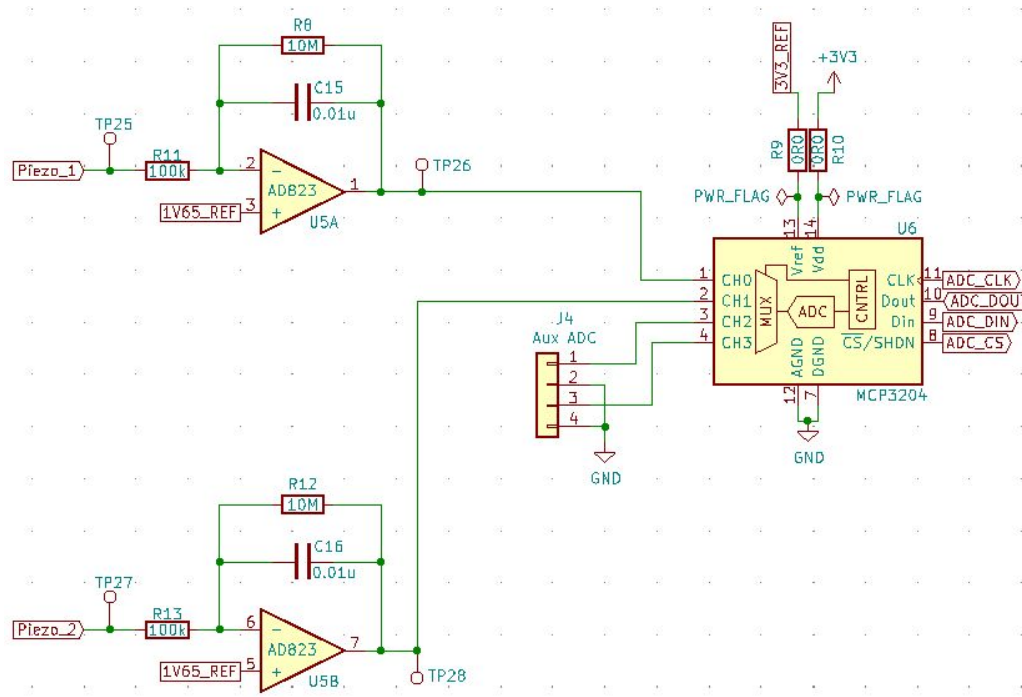 R8
10M
C15
0.01u
TP25
Piezo_1
R11
100k
2
-
AD823
1
3
+
1V65_REF
U5A
TP26
3V3_REF
+3V3
R9
0R0
0R0
R10
PWR_FLAG
PWR_FLAG
13
14
U6
Vref
Vdd
1
CH0
2
CH1
3
CH2
4
CH3
MUX
ADC
CNTRL
CLK
11
ADC_CLK
Dout
10
ADC_DOU
Din
9
ADC_DIN
CS/SHDN
8
ADC_CS
AGND
DGND
12
7
MCP3204
GND
J4
Aux ADC
1
2
3
4
GND
R12
10M
C16
0.01u
TP27
Piezo_2
R13
100k
6
-
AD823
7
5
+
1V65_REF
U5B
TP28